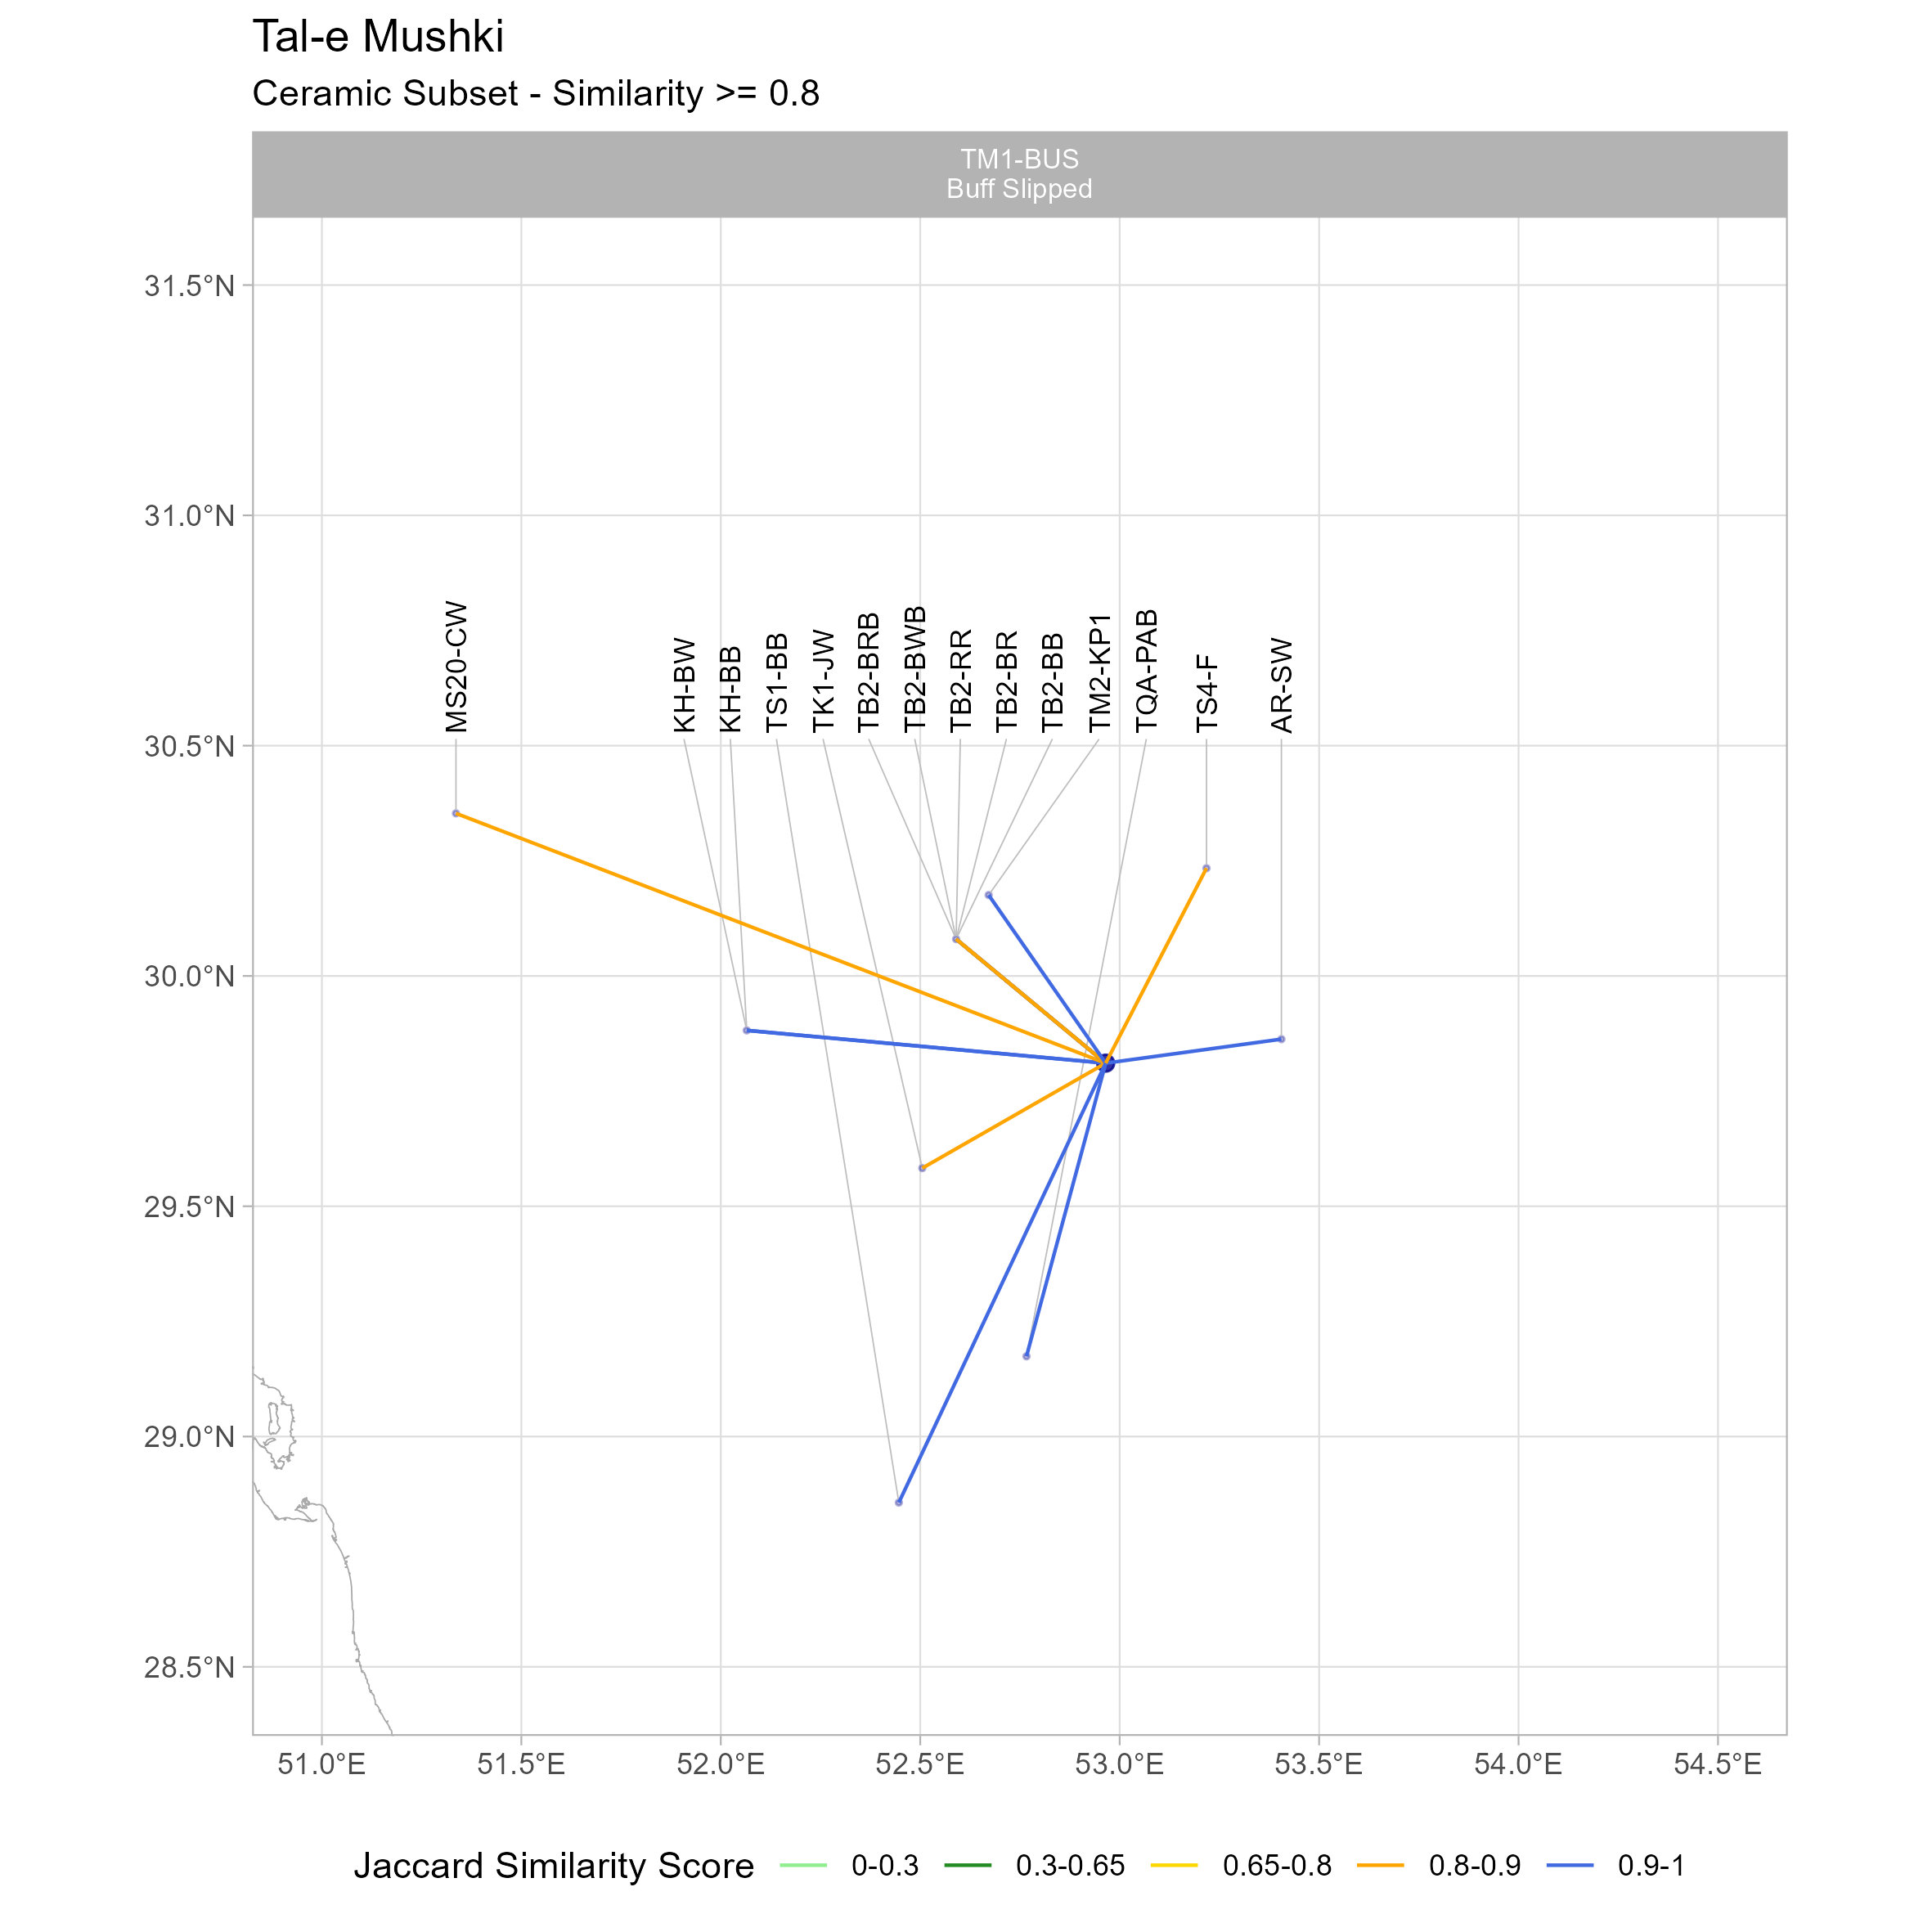 Tal-e Mushki
Ceramic Subset - Similarity >= 0.8
TM1-BUS
Buff Slipped
31.5°N
31.0°N
30.5°N
30.0°N
29.5°N
29.0°N
28.5°N
MS20-CW
KH-BW
KH-BB
TS1-BB
TK1-JW
TB2-BRB
TB2-BWB
TB2-RR
TB2-BR
TB2-BB
TM2-KP1
TQA-PAB
TS4-F
AR-SW
51.0°E 51.5°E 52.0°E 52.5°E 53.0°E 53.5°E 54.0°E 54.5°E
Jaccard Similarity Score 0-0.3 0.3-0.65 0.65-0.8 0.8-0.9 0.9-1